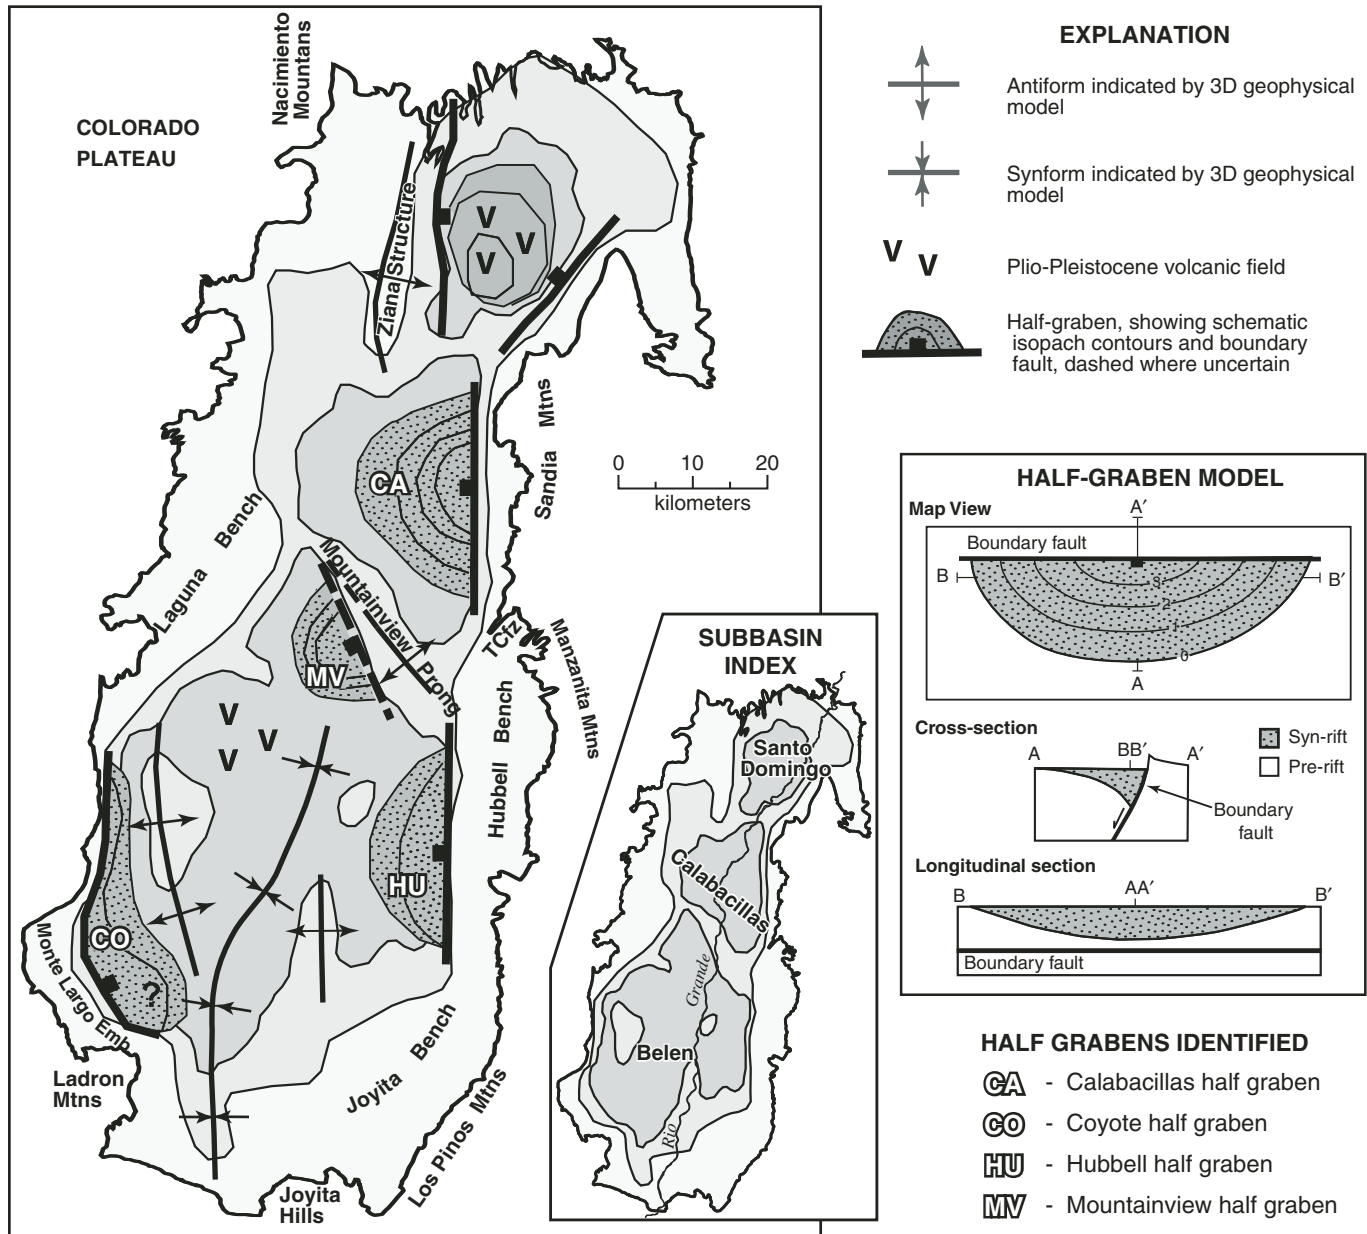 Nacimiento
Mountans
COLORADO
PLATEAU
Ziana Structure
V
V
V
CA
Sandia Mtns
0 10 20
kilometers
Laguna Bench
Mountainview Prong
MV
TCfz
Manzanita Mtns
Hubbell Bench
V
V
V
HU
CO
?
Monte Largo Emb.
Ladron
Mtns
Joyita Bench
Los Pinos Mtns
Joyita
Hills
SUBBASIN
INDEX
Santo
Domingo
Calabacillas
Rio Grande
Belen
EXPLANATION
Antiform indicated by 3D geophysical
model
Synform indicated by 3D geophysical
model
V
V
Plio-Pleistocene volcanic field
Half-graben, showing schematic
isopach contours and boundary
fault, dashed where uncertain
HALF-GRABEN MODEL
Map View
A′
Boundary fault
B
B′
3
2
1
0
A
Cross-section
A BB′ A′
Syn-rift
Pre-rift
Boundary
fault
Longitudinal section
B AA′ B′
Boundary fault
HALF GRABENS IDENTIFIED
CA - Calabacillas half graben
CO - Coyote half graben
HU - Hubbell half graben
MV - Mountainview half graben